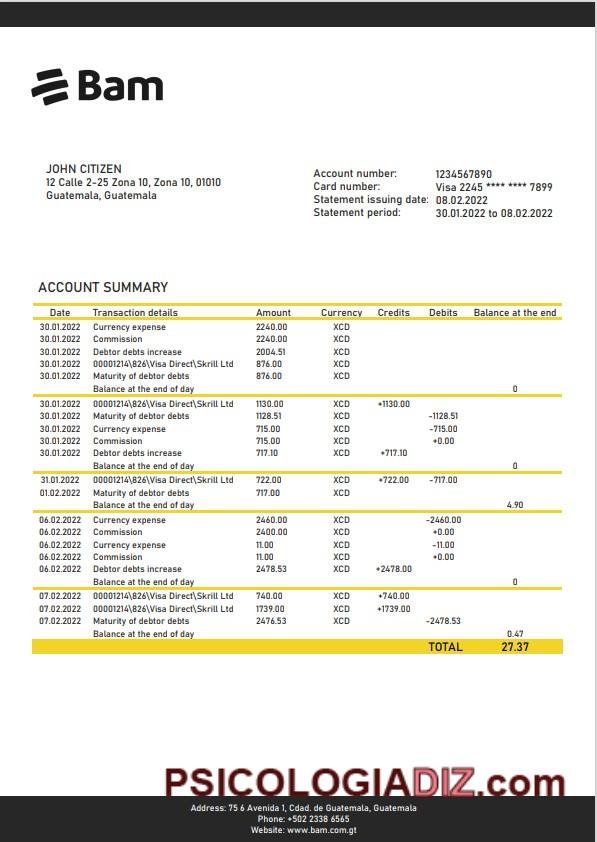 Bam
JOHN CITIZEN
12 Calle 2-25 Zona 10, Zona 10, 01010
Guatemala, Guatemala
Account number: 1234567890
Card number: Visa 2245 **** **** 7899
Statement issuing date: 08.02.2022
Statement period: 30.01.2022 to 08.02.2022
ACCOUNT SUMMARY
Date Transaction details Amount Currency Credits Debits Balance at the end
30.01.2022 Currency expense 2240.00 XCD
30.01.2022 Commission 2240.00 XCD
30.01.2022 Debtor debts increase 2004.51 XCD
30.01.2022 00001214\826\Visa Direct\Skrill Ltd 876.00 XCD
30.01.2022 Maturity of debtor debts 876.00 XCD
Balance at the end of day 0
30.01.2022 00001214\826\Visa Direct\Skrill Ltd 1130.00 XCD +1130.00
30.01.2022 Maturity of debtor debts 1128.51 XCD -1128.51
30.01.2022 Currency expense 715.00 XCD -715.00
30.01.2022 Commission 715.00 XCD +0.00
30.01.2022 Debtor debts increase 717.10 XCD +717.10
Balance at the end of day 0
31.01.2022 00001214\826\Visa Direct\Skrill Ltd 722.00 XCD +722.00 -717.00
01.02.2022 Maturity of debtor debts 717.00 XCD
Balance at the end of day 4.90
06.02.2022 Currency expense 2460.00 XCD -2460.00
06.02.2022 Commission 2400.00 XCD +0.00
06.02.2022 Currency expense 11.00 XCD -11.00
06.02.2022 Commission 11.00 XCD +0.00
06.02.2022 Debtor debts increase 2478.53 XCD +2478.00
Balance at the end of day 0
07.02.2022 00001214\826\Visa Direct\Skrill Ltd 740.00 XCD +740.00
07.02.2022 00001214\826\Visa Direct\Skrill Ltd 1739.00 XCD +1739.00
07.02.2022 Maturity of debtor debts 2476.53 XCD -2478.53
Balance at the end of day 0.47
TOTAL 27.37
PSICOLOGIADIZ.com
Address: 75 6 Avenida 1, Cdad. de Guatemala, Guatemala
Phone: +502 2338 6565
Website: www.bam.com.gt